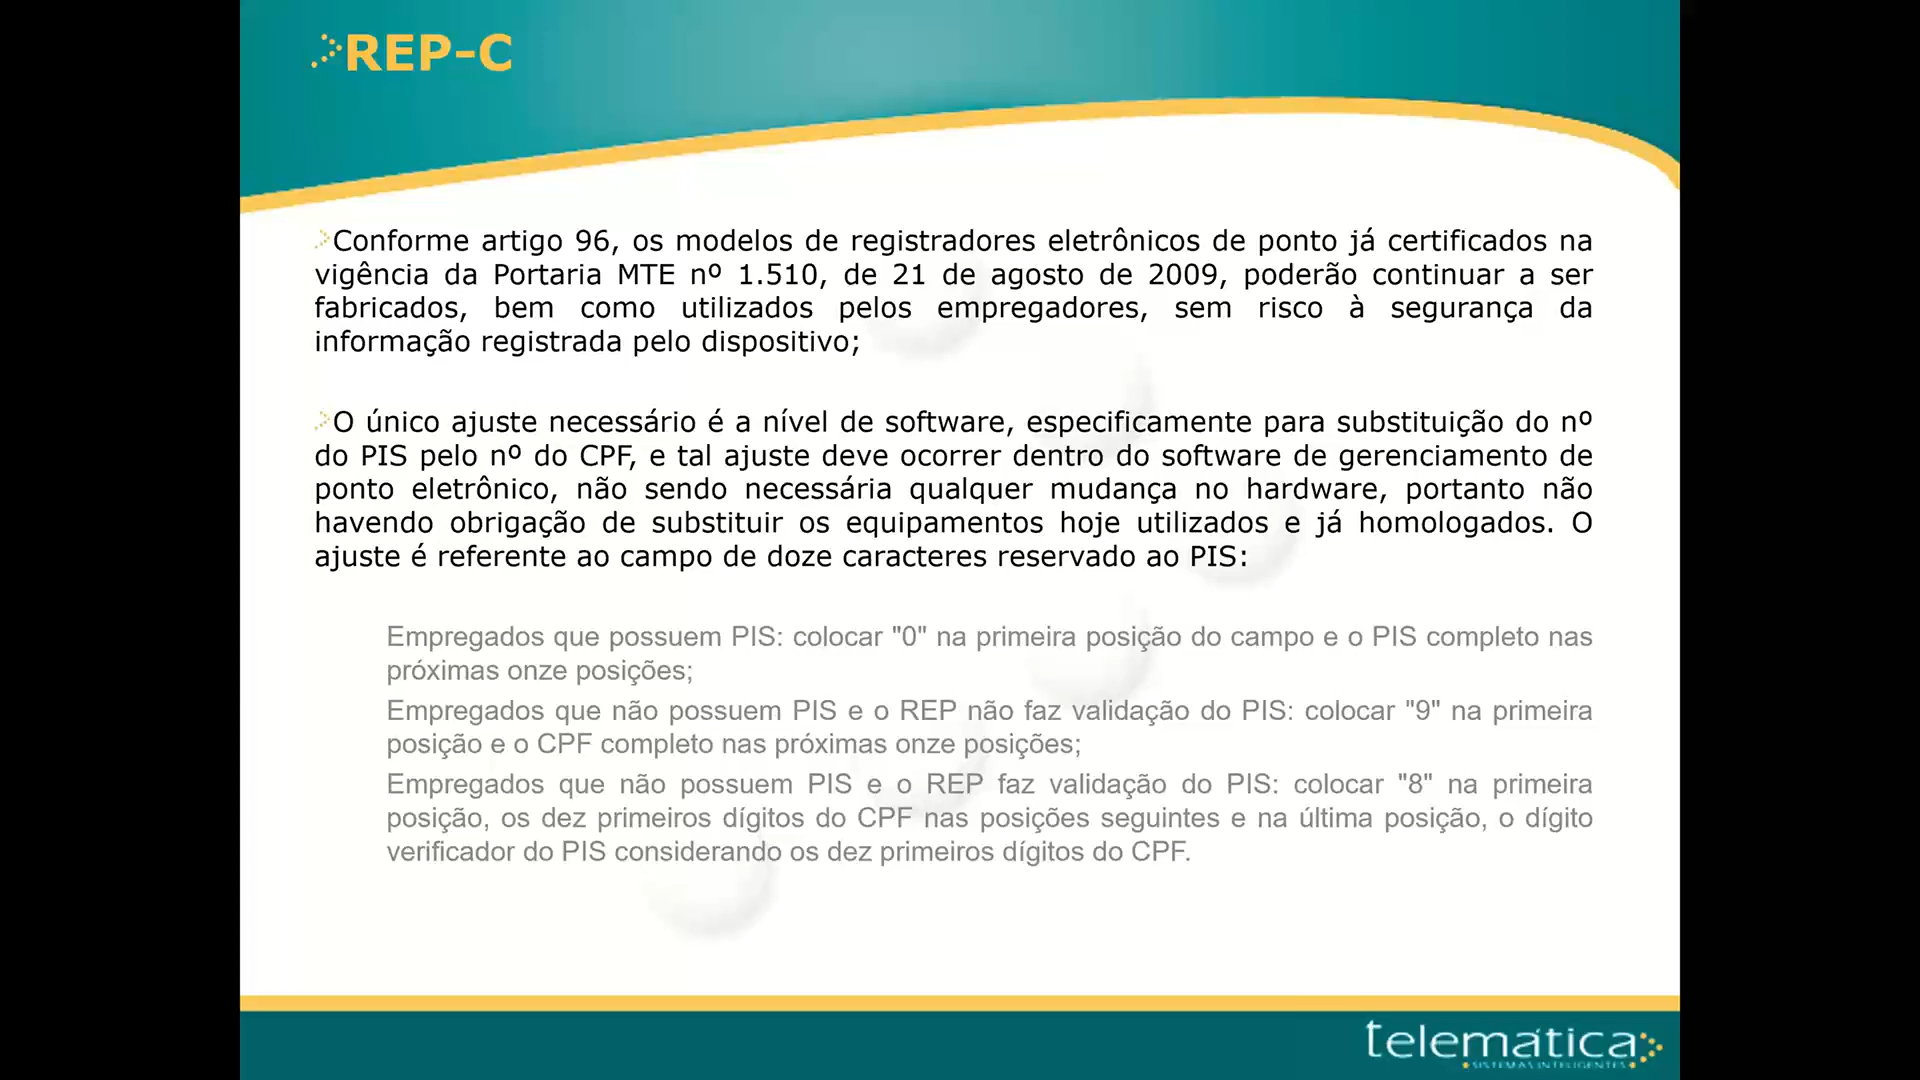 REP-C
Conforme artigo 96, os modelos de registradores eletrônicos de ponto já certificados na
vigência da Portaria MTE nº 1.510, de 21 de agosto de 2009, poderão continuar a ser
fabricados, bem como utilizados pelos empregadores, sem risco à segurança da
informação registrada pelo dispositivo;
O único ajuste necessário é a nível de software, especificamente para substituição do nº
do PIS pelo nº do CPF, e tal ajuste deve ocorrer dentro do software de gerenciamento de
ponto eletrônico, não sendo necessária qualquer mudança no hardware, portanto não
havendo obrigação de substituir os equipamentos hoje utilizados e já homologados. O
ajuste é referente ao campo de doze caracteres reservado ao PIS:
Empregados que possuem PIS: colocar "0" na primeira posição do campo e o PIS completo nas
próximas onze posições;
Empregados que não possuem PIS e o REP não faz validação do PIS: colocar "9" na primeira
posição e o CPF completo nas próximas onze posições;
Empregados que não possuem PIS e o REP faz validação do PIS: colocar "8" na primeira
posição, os dez primeiros dígitos do CPF nas posições seguintes e na última posição, o dígito
verificador do PIS considerando os dez primeiros dígitos do CPF.
telemática
SISTEMAS INTELIGENTES